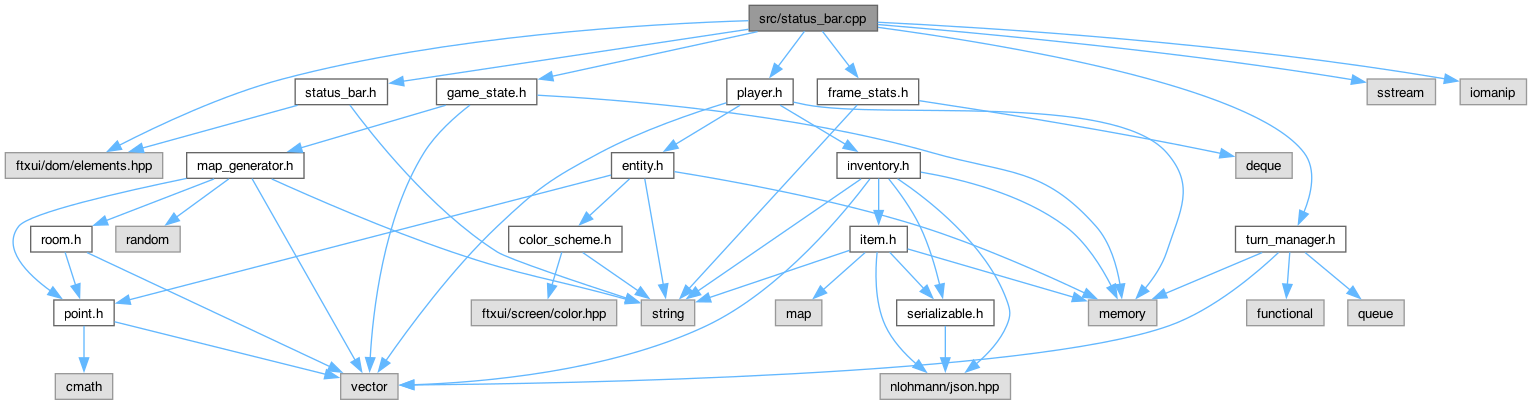 src/status_bar.cpp
status_bar.h
game_state.h
player.h
frame_stats.h
sstream
iomanip
ftxui/dom/elements.hpp
map_generator.h
entity.h
inventory.h
deque
room.h
random
color_scheme.h
item.h
turn_manager.h
point.h
ftxui/screen/color.hpp
string
map
serializable.h
memory
functional
queue
cmath
vector
nlohmann/json.hpp